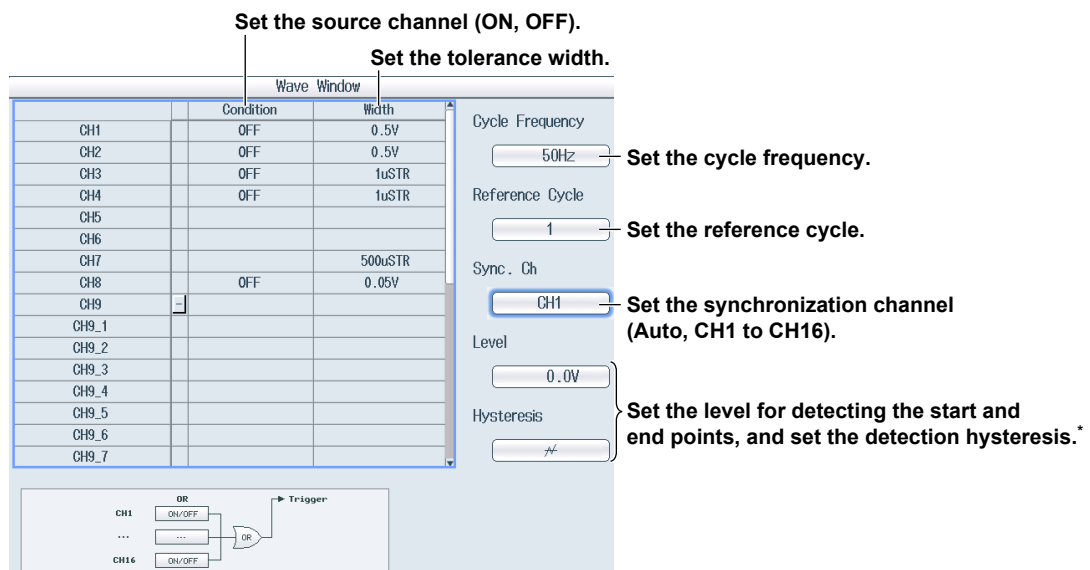 Set the source channel (ON, OFF).
Set the tolerance width.
Wave Window
Condition Width
CH1 OFF 0.5V
CH2 OFF 0.5V
CH3 OFF 1uSTR
CH4 OFF 1uSTR
CH5
CH6
CH7 500uSTR
CH8 OFF 0.05V
CH9 -
CH9_1
CH9_2
CH9_3
CH9_4
CH9_5
CH9_6
CH9_7
Cycle Frequency
50Hz
Set the cycle frequency.
Reference Cycle
1
Set the reference cycle.
Sync. Ch
CH1
Set the synchronization channel
(Auto, CH1 to CH16).
Level
0.0V
Hysteresis
Set the level for detecting the start and
end points, and set the detection hysteresis.*
OR
Trigger
CH1 ON/OFF
... ...
OR
CH16 ON/OFF